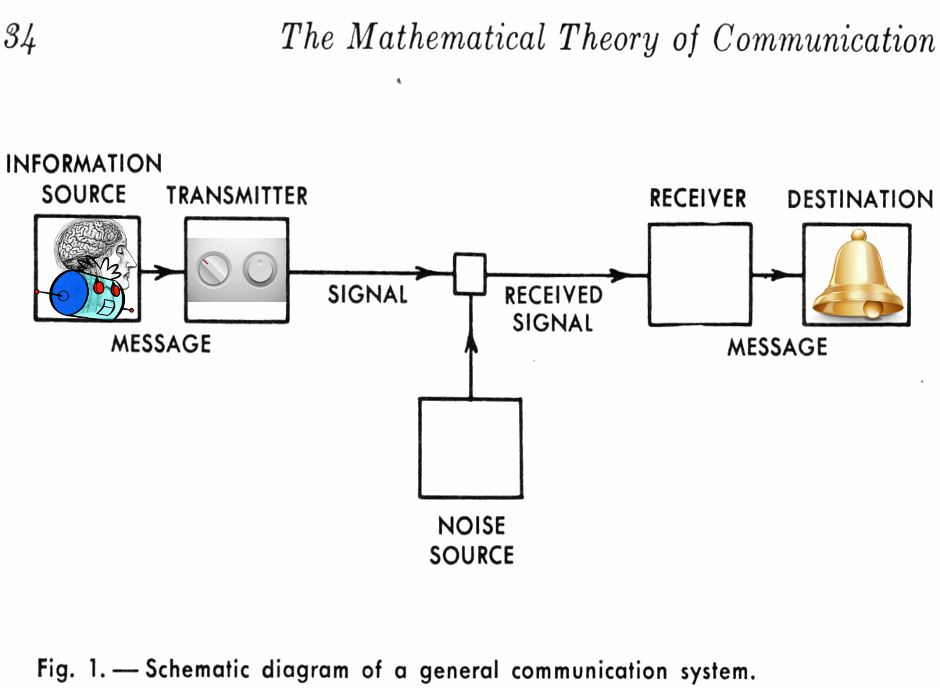 34 The Mathematical Theory of Communication
INFORMATION
SOURCE
TRANSMITTER
RECEIVER
DESTINATION
SIGNAL
RECEIVED
SIGNAL
MESSAGE
MESSAGE
NOISE
SOURCE
Fig. 1. — Schematic diagram of a general communication system.